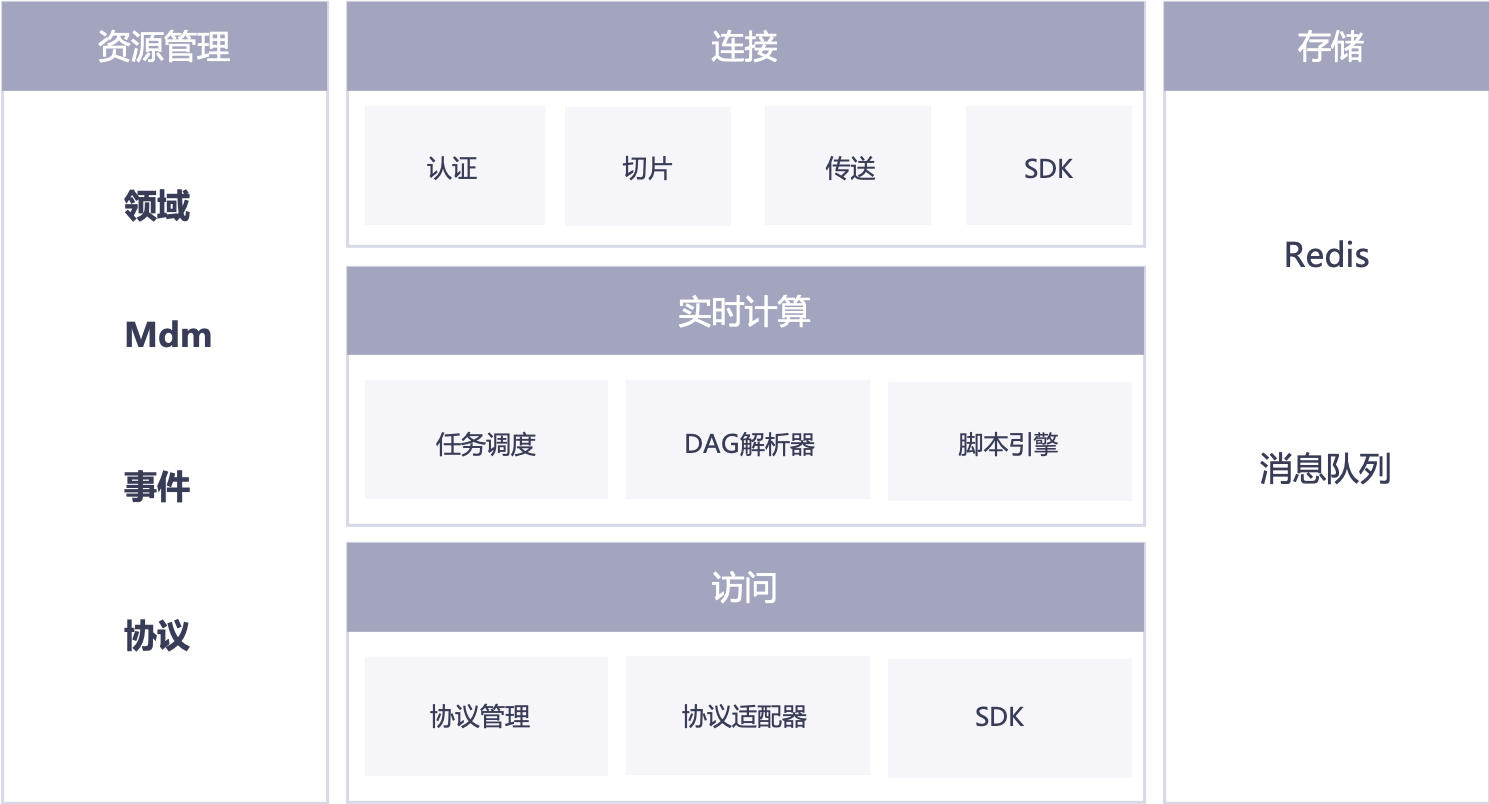 资源管理
领域
Mdm
事件
协议
连接
认证
切片
传送
SDK
实时计算
任务调度
DAG解析器
脚本引擎
访问
协议管理
协议适配器
SDK
存储
Redis
消息队列